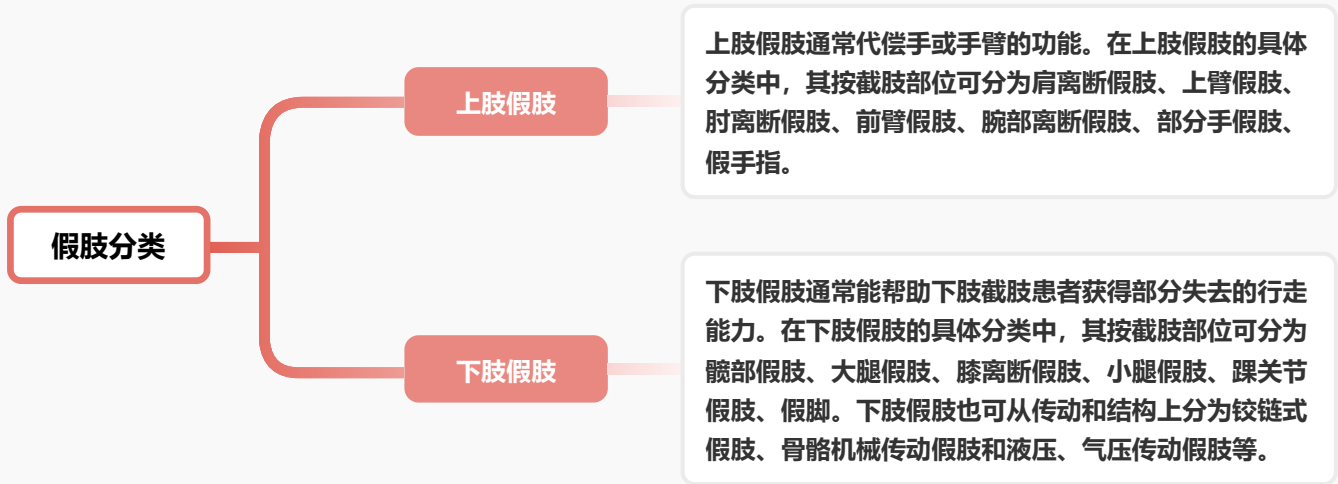 假肢分类
上肢假肢
上肢假肢通常代偿手或手臂的功能。在上肢假肢的具体
分类中，其按截肢部位可分为肩离断假肢、上臂假肢、
肘离断假肢、前臂假肢、腕部离断假肢、部分手假肢、
假手指。
下肢假肢
下肢假肢通常能帮助下肢截肢患者获得部分失去的行走
能力。在下肢假肢的具体分类中，其按截肢部位可分为
髋部假肢、大腿假肢、膝离断假肢、小腿假肢、踝关节
假肢、假脚。下肢假肢也可从传动和结构上分为铰链式
假肢、骨骼机械传动假肢和液压、气压传动假肢等。